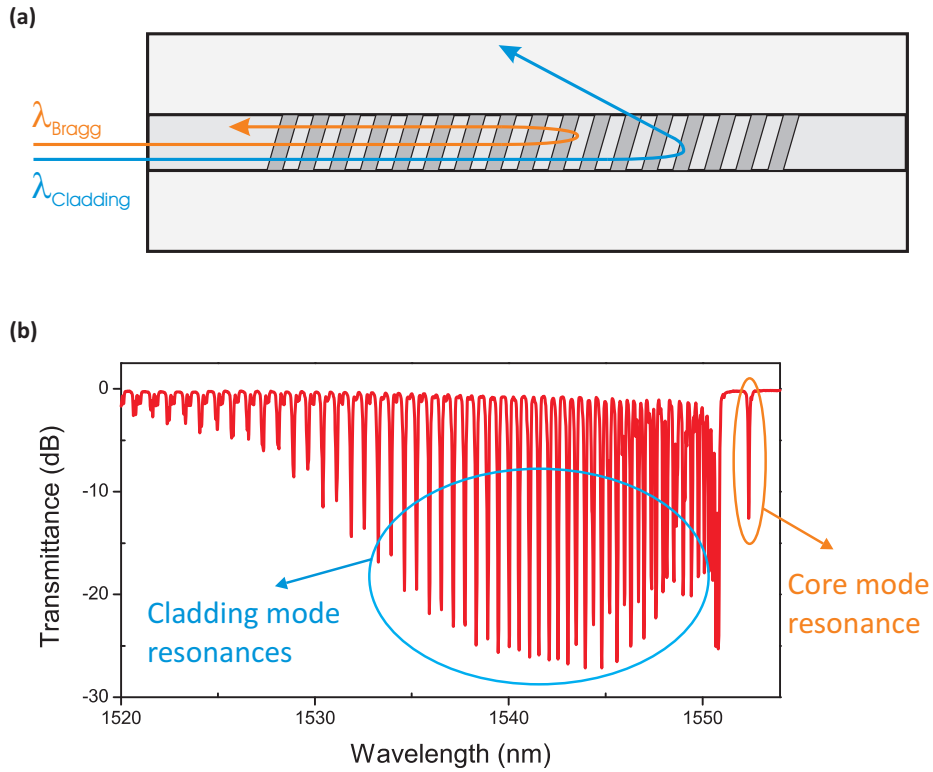 (a)
λBragg
λCladding
(b)
0
-10
-20
-30
Transmittance (dB)
Cladding mode
resonances
Core mode
resonance
1520
1530
1540
1550
Wavelength (nm)